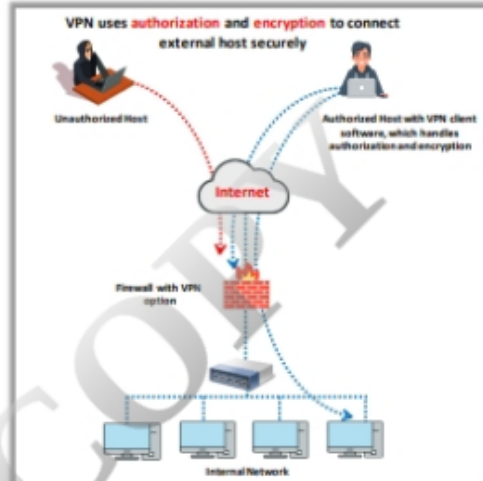 VPN uses authorization and encryption to connect
external host securely
Unauthorized Host
Authorized Host with VPN client
software, which handles
authorization and encryption
Internet
Firewall with VPN
option
Internal Network
COPY